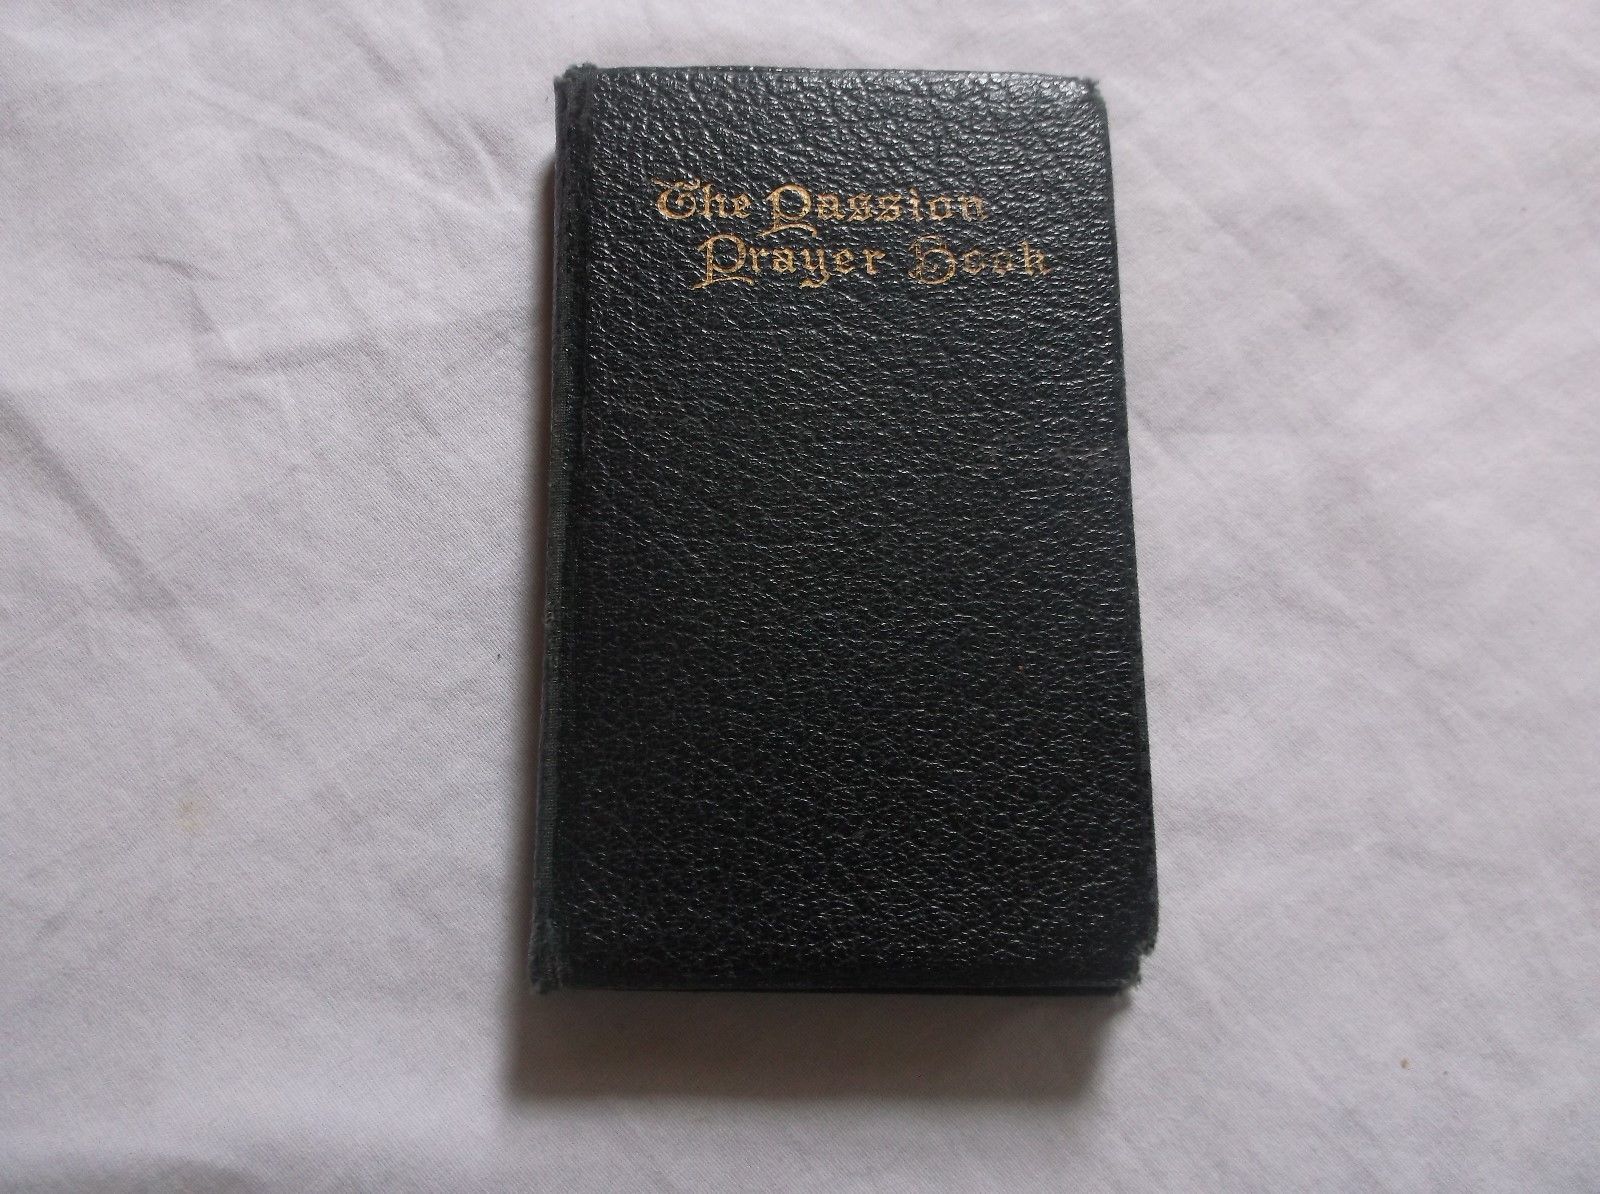 The Passion
Prayer Book